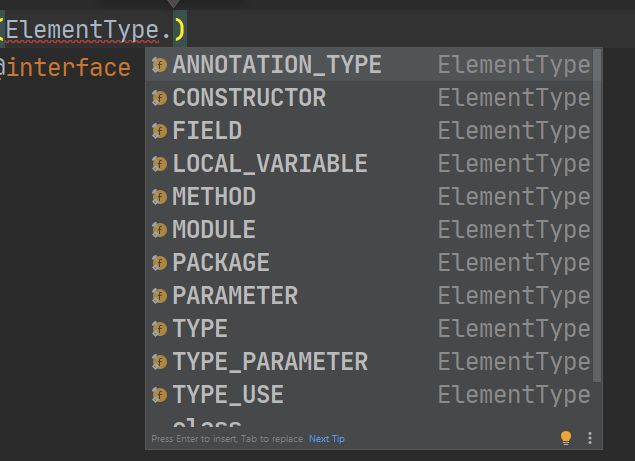 (ElementType.)
@interface
ANNOTATION_TYPE ElementType
CONSTRUCTOR ElementType
FIELD ElementType
LOCAL_VARIABLE ElementType
METHOD ElementType
MODULE ElementType
PACKAGE ElementType
PARAMETER ElementType
TYPE ElementType
TYPE_PARAMETER ElementType
TYPE_USE ElementType
class
Press Enter to insert, Tab to replace Next Tip